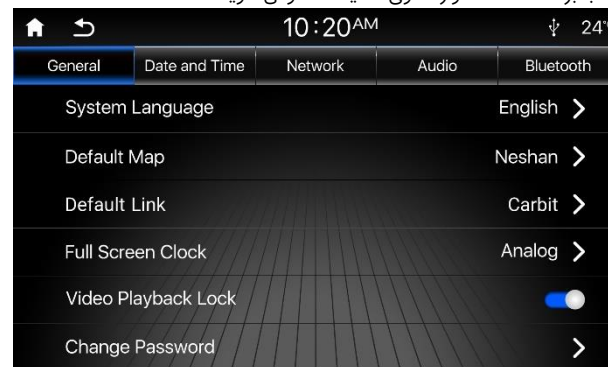 10:20AM 24°
General Date and Time Network Audio Bluetooth
System Language English
Default Map Neshan
Default Link Carbit
Full Screen Clock Analog
Video Playback Lock
Change Password